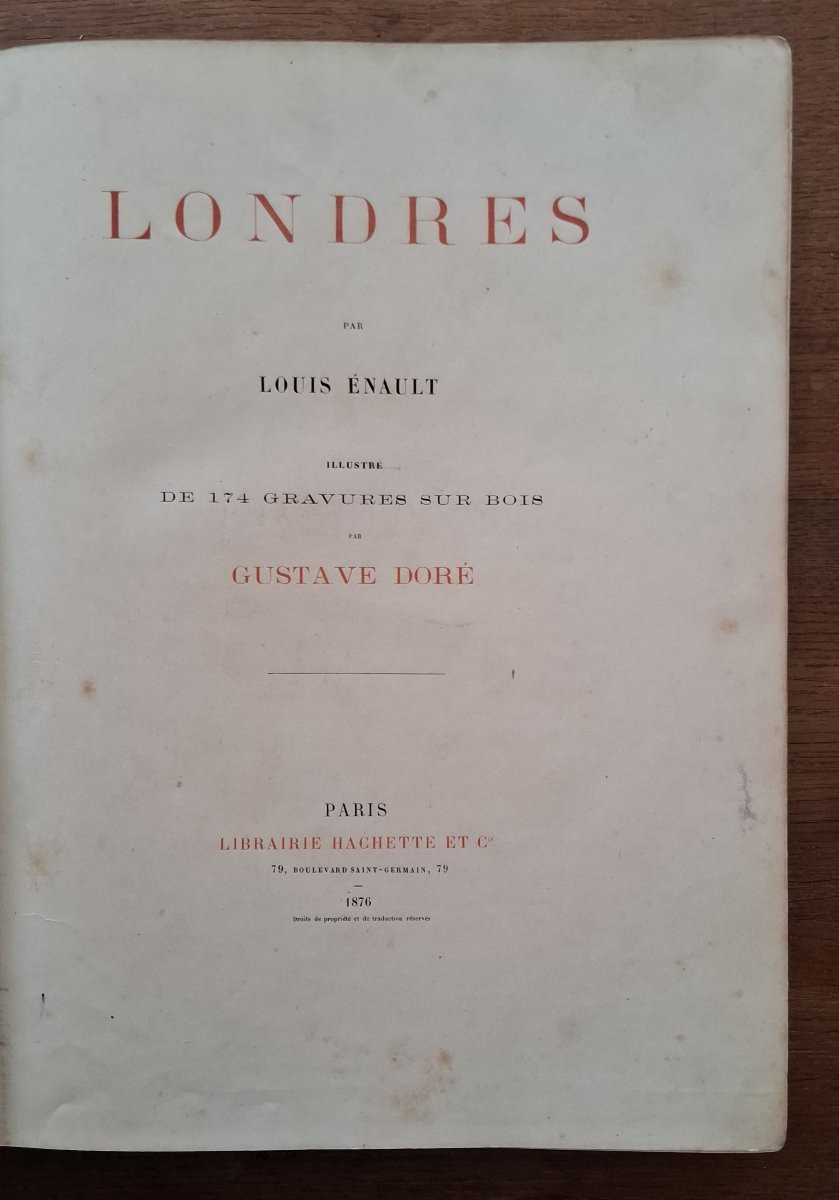 LONDRES
PAR
LOUIS ÉNAULT
ILLUSTRÉ
DE 174 GRAVURES SUR BOIS
PAR
GUSTAVE DORÉ
PARIS
LIBRAIRIE HACHETTE ET Cie
79, BOULEVARD SAINT-GERMAIN, 79
1876
Droits de propriété et de traduction réservés